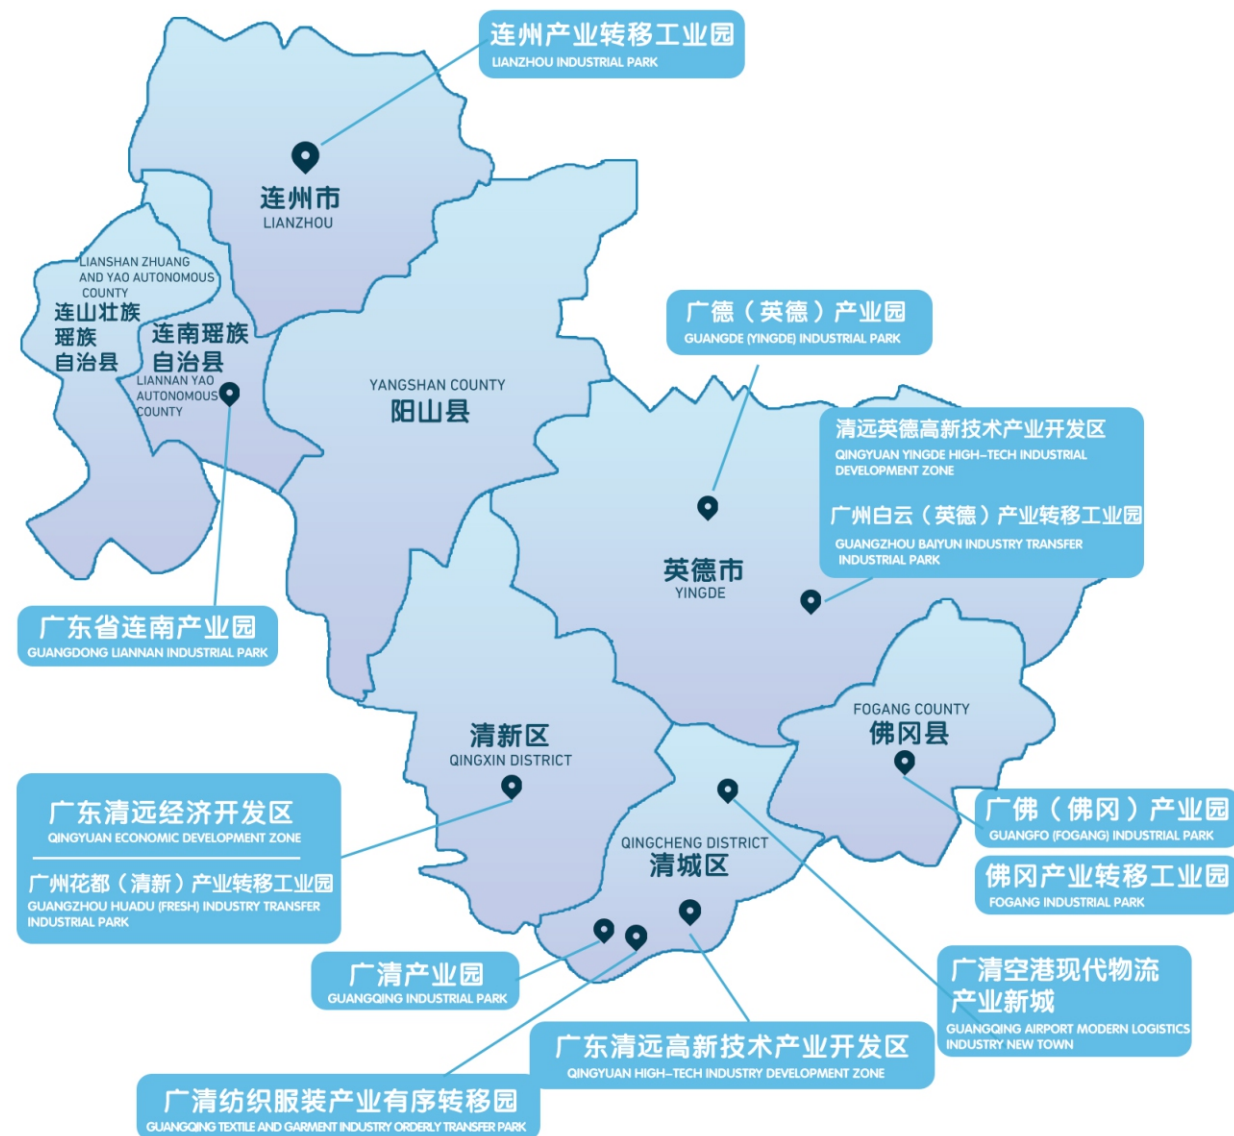 连州产业转移工业园
LIANZHOU INDUSTRIAL PARK
连州市
LIANZHOU
LIANSHAN ZHUANG
AND YAO AUTONOMOUS
COUNTY
连山壮族
瑶族
自治县
连南瑶族
自治县
LIANNAN YAO
AUTONOMOUS
COUNTY
YANGSHAN COUNTY
阳山县
广德（英德）产业园
GUANGDE (YINGDE) INDUSTRIAL PARK
清远英德高新技术产业开发区
QINGYUAN YINGDE HIGH-TECH INDUSTRIAL
DEVELOPMENT ZONE
广州白云（英德）产业转移工业园
GUANGZHOU BAIYUN INDUSTRY TRANSFER
INDUSTRIAL PARK
英德市
YINGDE
广东省连南产业园
GUANGDONG LIANNAN INDUSTRIAL PARK
清新区
QINGXIN DISTRICT
FOGANG COUNTY
佛冈县
广东清远经济开发区
QINGYUAN ECONOMIC DEVELOPMENT ZONE
广州花都（清新）产业转移工业园
GUANGZHOU HUADU (FRESH) INDUSTRY TRANSFER
INDUSTRIAL PARK
QINGCHENG DISTRICT
清城区
广佛（佛冈）产业园
GUANGFO (FOGANG) INDUSTRIAL PARK
佛冈产业转移工业园
FOGANG INDUSTRIAL PARK
广清产业园
GUANGQING INDUSTRIAL PARK
广清空港现代物流
产业新城
GUANGQING AIRPORT MODERN LOGISTICS
INDUSTRY NEW TOWN
广东清远高新技术产业开发区
QINGYUAN HIGH-TECH INDUSTRY DEVELOPMENT ZONE
广清纺织服装产业有序转移园
GUANGQING TEXTILE AND GARMENT INDUSTRY ORDERLY TRANSFER PARK